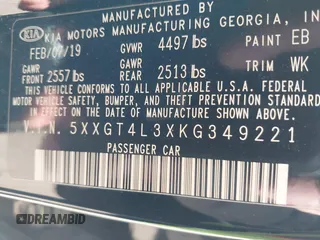 MANUFACTURED BY
KIA KIA MOTORS MANUFACTURING GEORGIA, IN
FEB/07/19 GVWR 4497 lbs PAINT EB
GAWR FRONT 2557 lbs GAWR 2513 lbs TRIM WK
THIS VEHICLE CONFORMS TO ALL APPLICABLE U.S.A. FEDERAL
MOTOR VEHICLE SAFETY, BUMPER, AND THEFT PREVENTION STANDARDS
IN EFFECT ON THE DATE OF MANUFACTURE SHOWN ABOVE.
V.I.N. 5XXGT4L3XKG349221
PASSENGER CAR
DREAMBID